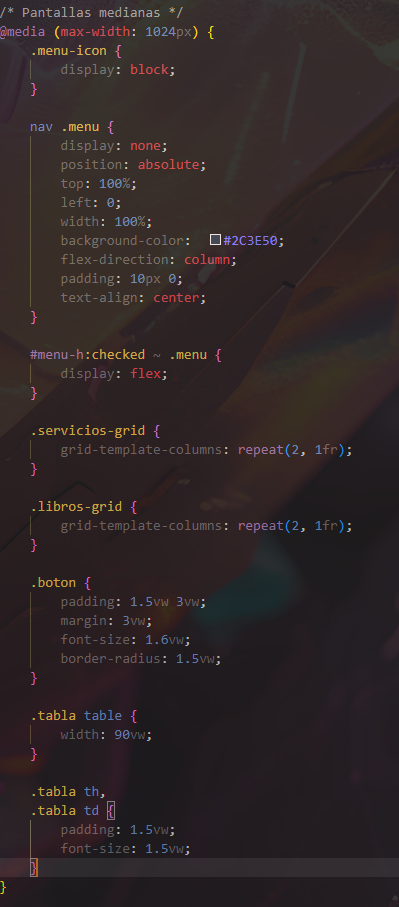 /* Pantallas medianas */
@media (max-width: 1024px) {
    .menu-icon {
        display: block;
    }

    nav .menu {
        display: none;
        position: absolute;
        top: 100%;
        left: 0;
        width: 100%;
        background-color: #2C3E50;
        flex-direction: column;
        padding: 10px 0;
        text-align: center;
    }

    #menu-h:checked ~ .menu {
        display: flex;
    }

    .servicios-grid {
        grid-template-columns: repeat(2, 1fr);
    }

    .libros-grid {
        grid-template-columns: repeat(2, 1fr);
    }

    .boton {
        padding: 1.5vw 3vw;
        margin: 3vw;
        font-size: 1.6vw;
        border-radius: 1.5vw;
    }

    .tabla table {
        width: 90vw;
    }

    .tabla th,
    .tabla td {
        padding: 1.5vw;
        font-size: 1.5vw;
    }
}